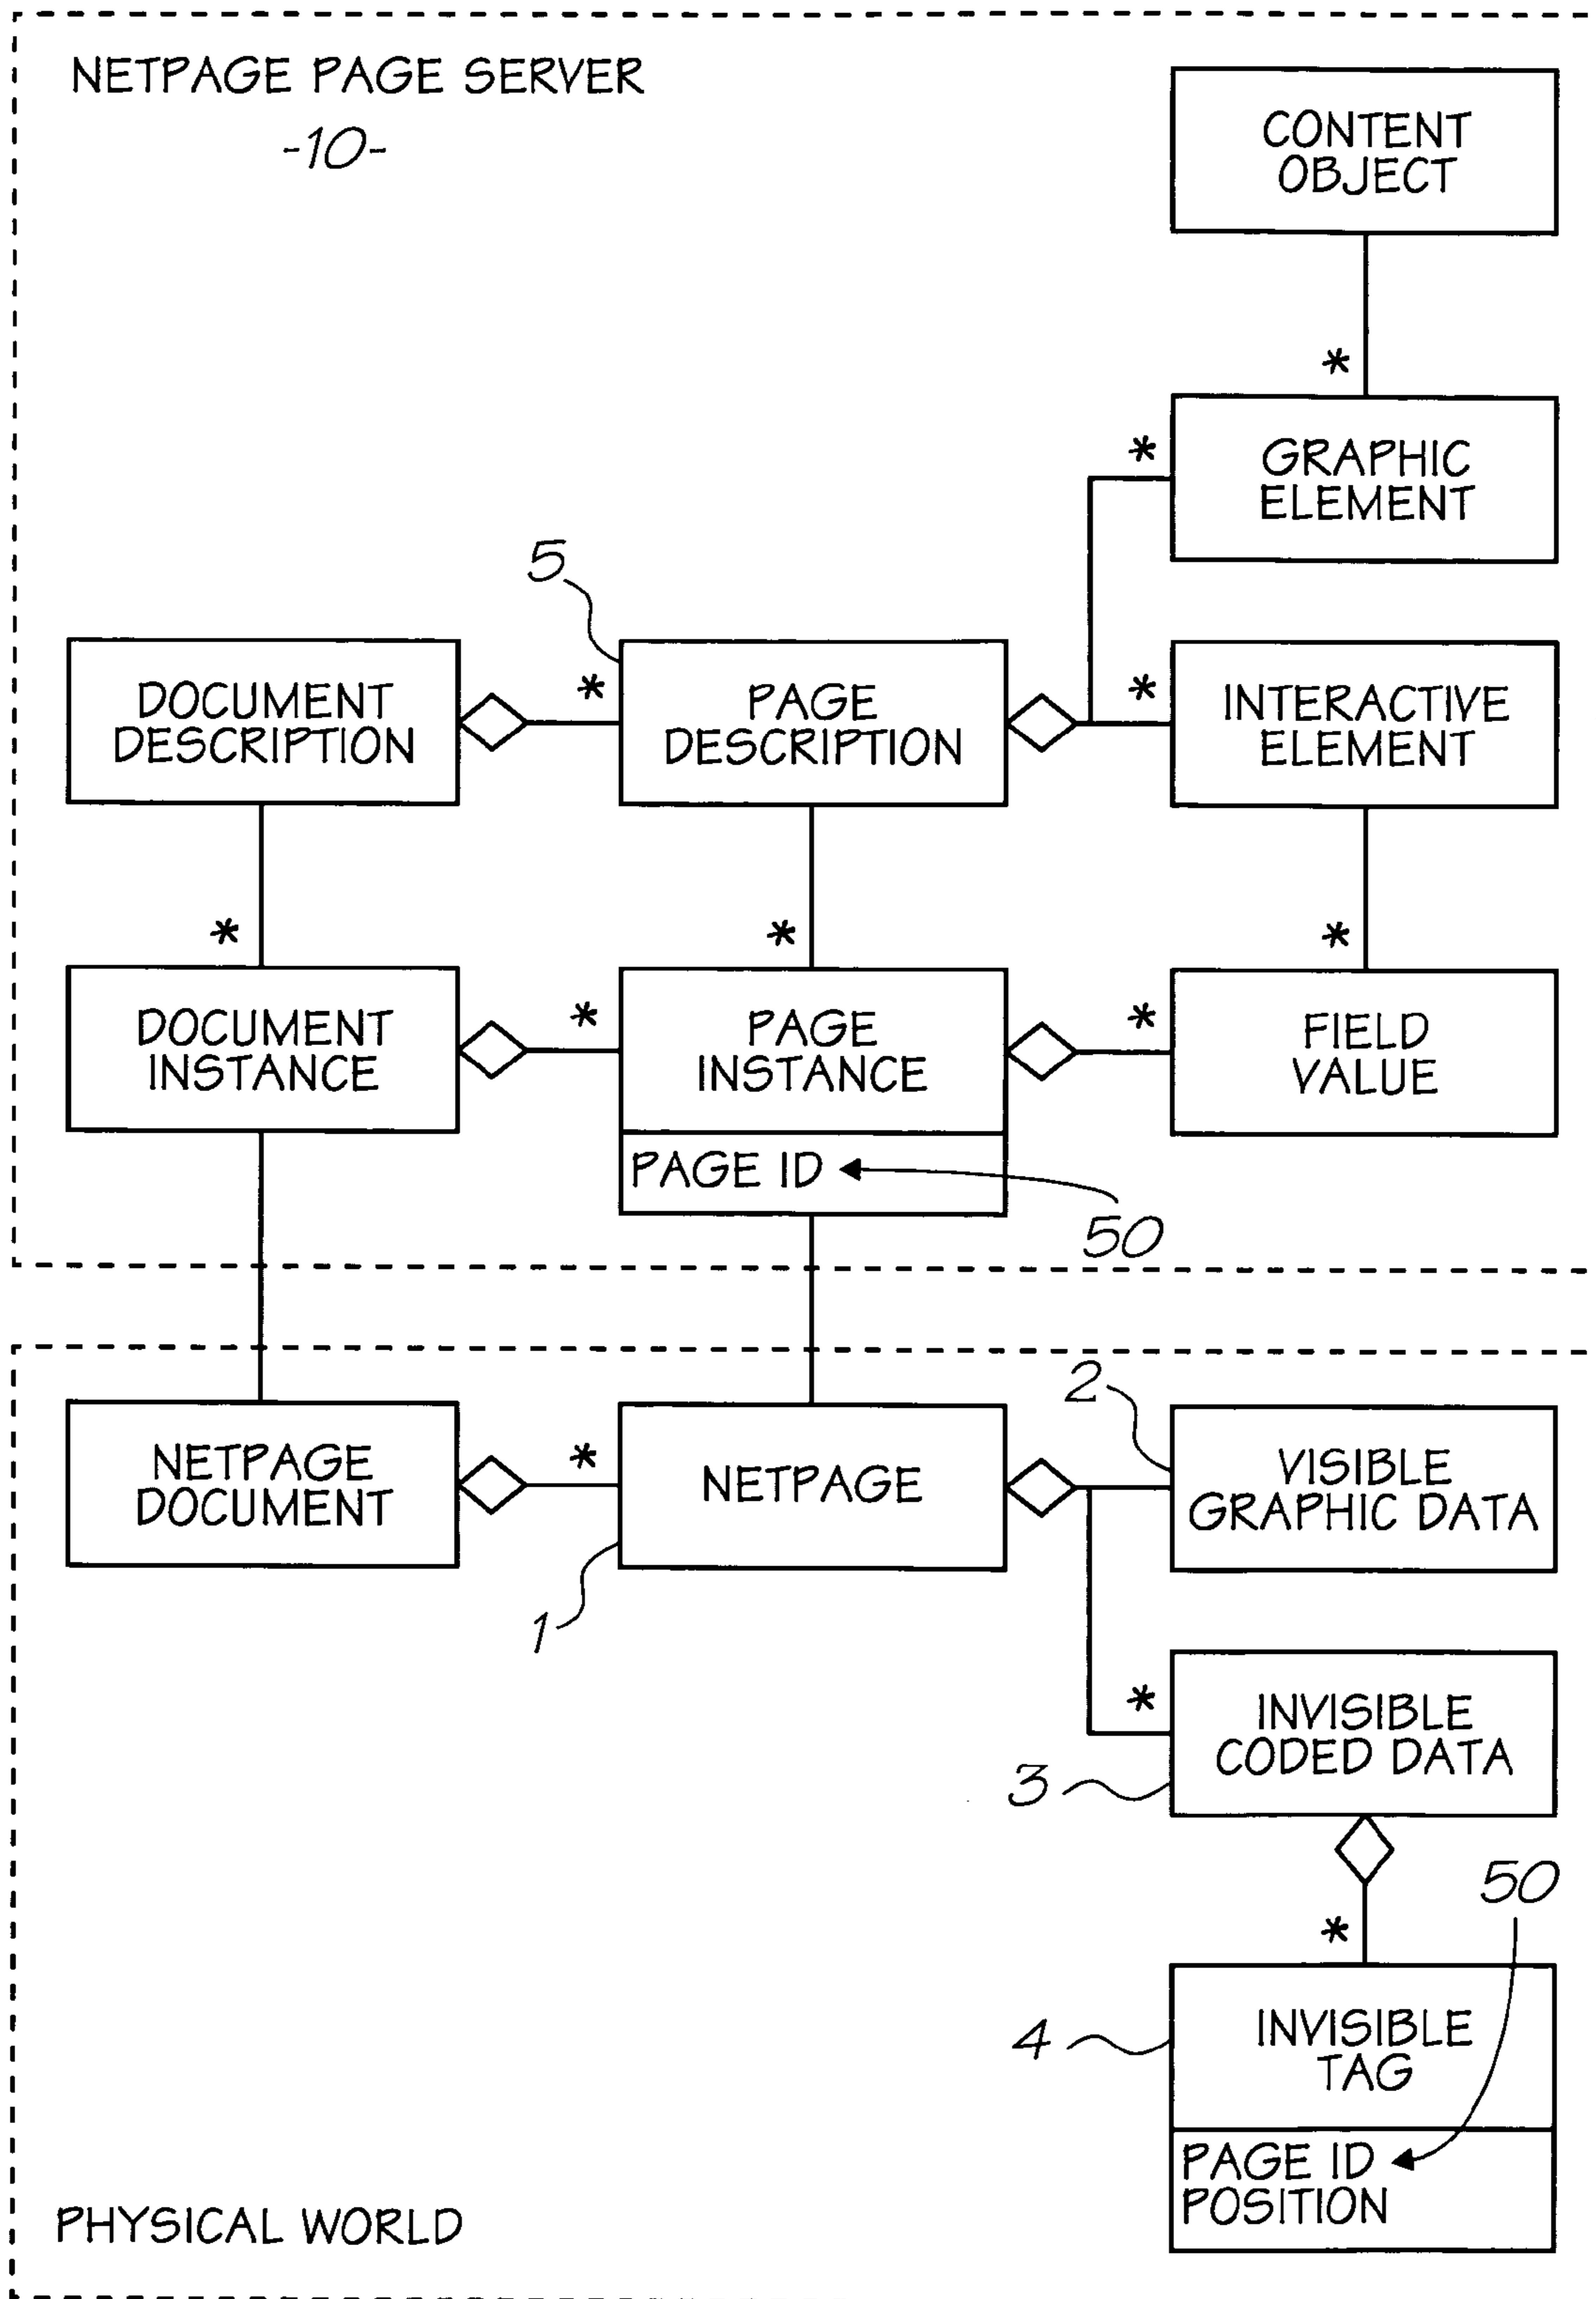 NETPAGE PAGE SERVER
-10-
CONTENT
OBJECT
*
*
GRAPHIC
ELEMENT
5
DOCUMENT
DESCRIPTION
*
PAGE
DESCRIPTION
*
INTERACTIVE
ELEMENT
*
*
*
DOCUMENT
INSTANCE
*
PAGE
INSTANCE
*
FIELD
VALUE
PAGE ID
50
NETPAGE
DOCUMENT
*
NETPAGE
1
2
VISIBLE
GRAPHIC DATA
*
INVISIBLE
CODED DATA
3
50
*
4
INVISIBLE
TAG
PAGE ID
POSITION
PHYSICAL WORLD